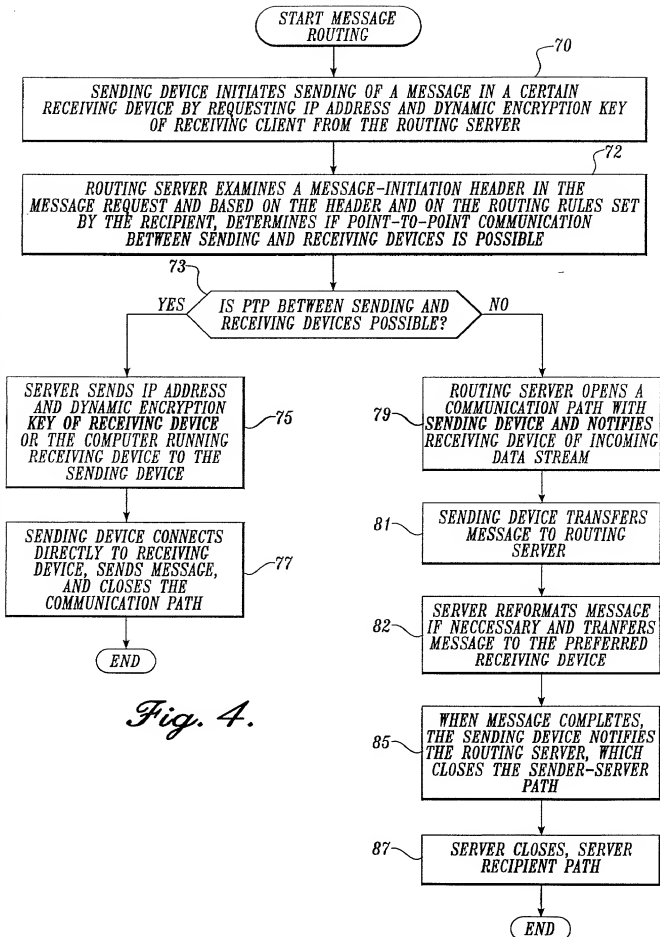 START MESSAGE
ROUTING
70
SENDING DEVICE INITIATES SENDING OF A MESSAGE IN A CERTAIN
RECEIVING DEVICE BY REQUESTING IP ADDRESS AND DYNAMIC ENCRYPTION KEY
OF RECEIVING CLIENT FROM THE ROUTING SERVER
72
ROUTING SERVER EXAMINES A MESSAGE-INITIATION HEADER IN THE
MESSAGE REQUEST AND BASED ON THE HEADER AND ON THE ROUTING RULES SET
BY THE RECIPIENT, DETERMINES IF POINT-TO-POINT COMMUNICATION
BETWEEN SENDING AND RECEIVING DEVICES IS POSSIBLE
73
YES
IS PTP BETWEEN SENDING AND
RECEIVING DEVICES POSSIBLE?
NO
SERVER SENDS IP ADDRESS
AND DYNAMIC ENCRYPTION
KEY OF RECEIVING DEVICE
OR THE COMPUTER RUNNING
RECEIVING DEVICE TO THE
SENDING DEVICE
75
SENDING DEVICE CONNECTS
DIRECTLY TO RECEIVING
DEVICE, SENDS MESSAGE,
AND CLOSES THE
COMMUNICATION PATH
77
END
Fig. 4.
79
ROUTING SERVER OPENS A
COMMUNICATION PATH WITH
SENDING DEVICE AND NOTIFIES
RECEIVING DEVICE OF INCOMING
DATA STREAM
81
SENDING DEVICE TRANSFERS
MESSAGE TO ROUTING
SERVER
82
SERVER REFORMATS MESSAGE
IF NECCESSARY AND TRANFERS
MESSAGE TO THE PREFERRED
RECEIVING DEVICE
85
WHEN MESSAGE COMPLETES,
THE SENDING DEVICE NOTIFIES
THE ROUTING SERVER, WHICH
CLOSES THE SENDER-SERVER
PATH
87
SERVER CLOSES, SERVER
RECIPIENT PATH
END